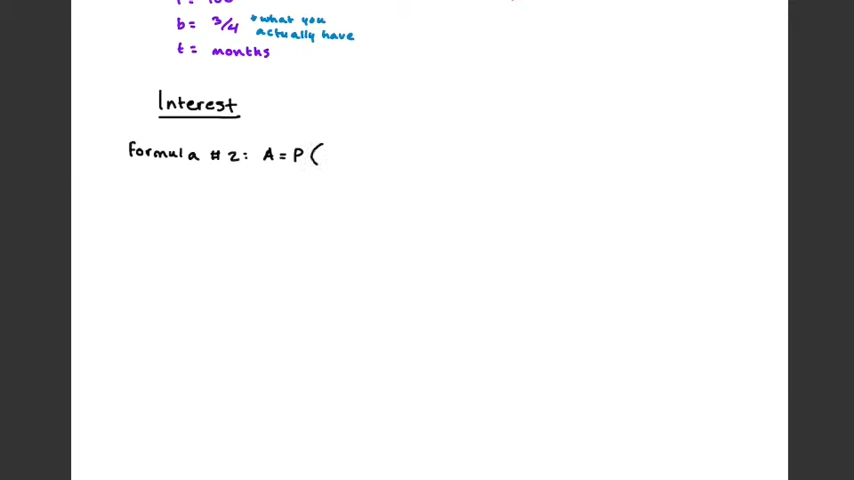 b = 3/4 *what you
actually have
t = months
Interest
Formula # 2: A = P (